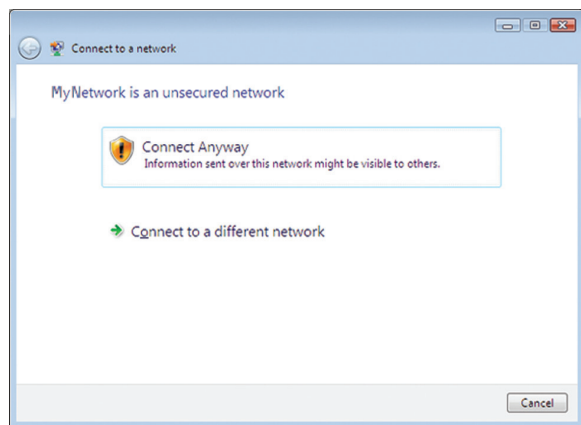 Connect to a network
MyNetwork is an unsecured network
Connect Anyway
Information sent over this network might be visible to others.
Connect to a different network
Cancel